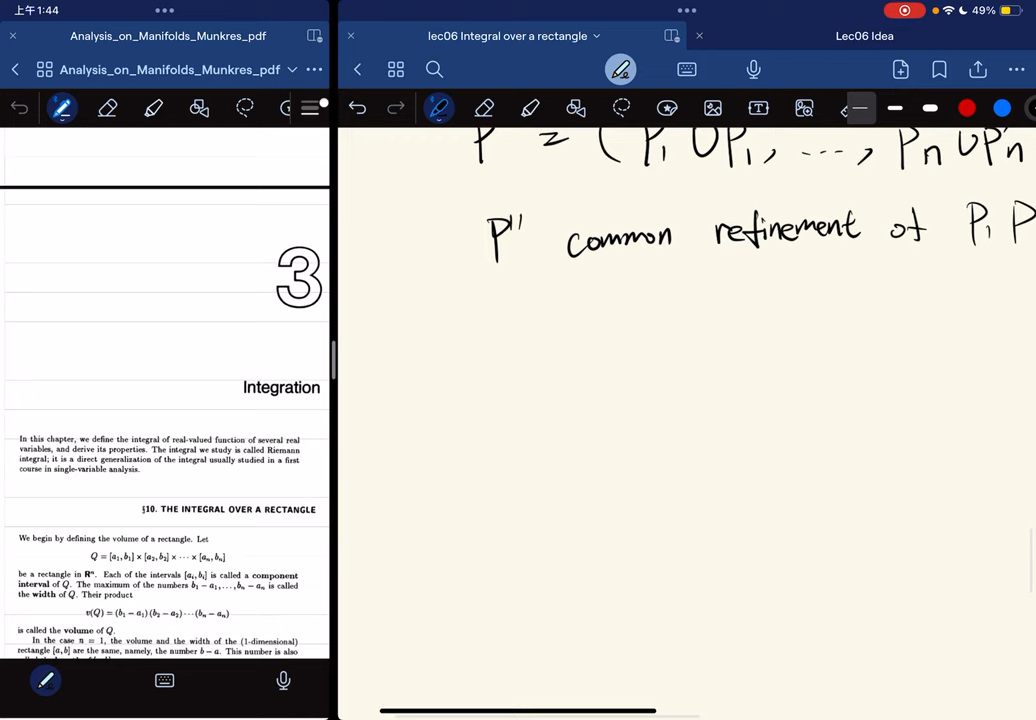 上午1:44
49%
Analysis_on_Manifolds_Munkres_pdf
lec06 Integral over a rectangle
Lec06 Idea
Analysis_on_Manifolds_Munkres_pdf
3
Integration
In this chapter, we define the integral of real-valued function of several real
variables, and derive its properties. The integral we study is called Riemann
integral; it is a direct generalization of the integral usually studied in a first
course in single-variable analysis.
§10. THE INTEGRAL OVER A RECTANGLE
We begin by defining the volume of a rectangle. Let
Q = [a₁, b₁] × [a₂, b₂] × ⋯ × [aₙ, bₙ]
be a rectangle in Rⁿ. Each of the intervals [aᵢ, bᵢ] is called a component
interval of Q. The maximum of the numbers b₁ − a₁, . . . , bₙ − aₙ is called
the width of Q. Their product
v(Q) = (b₁ − a₁)(b₂ − a₂) ⋯ (bₙ − aₙ)
is called the volume of Q.
In the case n = 1, the volume and the width of the (1-dimensional)
rectangle [a, b] are the same, namely, the number b − a. This number is also
P = ( P₁ ∪ P₁, ..., Pₙ ∪ P'ₙ
P'' common refinement of P, P